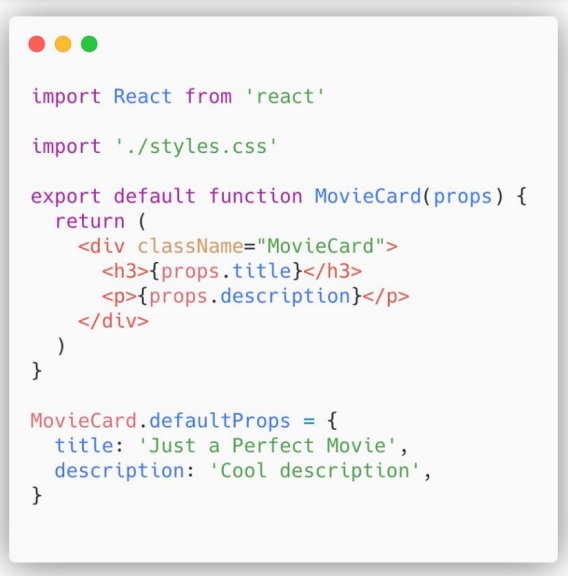 import React from 'react'
import './styles.css'
export default function MovieCard(props) {
  return (
    <div className="MovieCard">
      <h3>{props.title}</h3>
      <p>{props.description}</p>
    </div>
  )
}
MovieCard.defaultProps = {
  title: 'Just a Perfect Movie',
  description: 'Cool description',
}